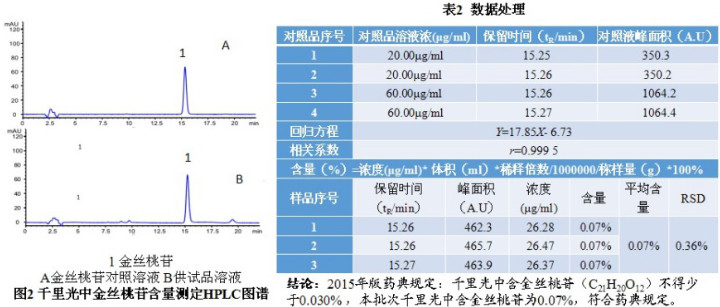 mAU
120
100
80
60
40
20
0
1
A
0
2.5
5
7.5
10
12.5
15
17.5
20
min
mAU
120
100
80
60
40
20
0
1
1
1
B
0
2.5
5
7.5
10
12.5
15
17.5
20
min
1 金丝桃苷
A金丝桃苷对照溶液 B供试品溶液
图2 千里光中金丝桃苷含量测定HPLC图谱
表2 数据处理
对照品序号 对照品溶液浓(μg/ml) 保留时间（tR/min） 对照液峰面积（A.U）
1 20.00μg/ml 15.25 350.3
2 20.00μg/ml 15.26 350.2
3 60.00μg/ml 15.26 1064.2
4 60.00μg/ml 15.27 1064.4
回归方程 Y=17.85X- 6.73
相关系数 r=0.999 5
含量（%）=浓度(μg/ml)* 体积（ml）*稀释倍数/1000000/称样量（g）*100%
样品序号 保留时间（tR/min） 峰面积（A.U） 浓度(μg/ml) 含量 平均含量 RSD
1 15.26 462.3 26.28 0.07%
2 15.26 465.7 26.47 0.07% 0.07% 0.36%
3 15.27 463.9 26.37 0.07%
结论：2015年版药典规定：千里光中含金丝桃苷（C21H20O12）不得少
于0.030%，本批次千里光中金丝桃苷为0.07%，符合药典规定。